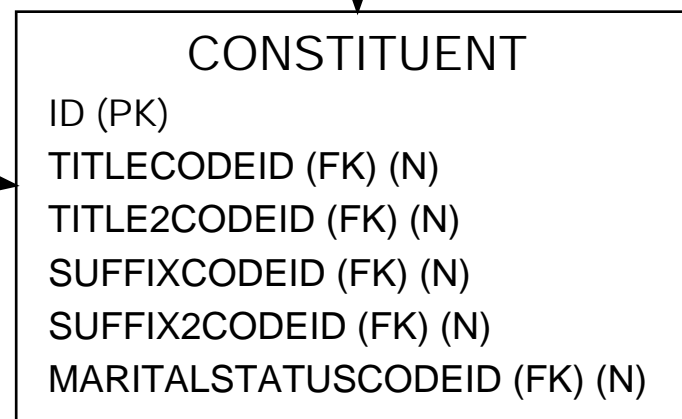 CONSTITUENT
ID (PK)
TITLECODEID (FK) (N)
TITLE2CODEID (FK) (N)
SUFFIXCODEID (FK) (N)
SUFFIX2CODEID (FK) (N)
MARITALSTATUSCODEID (FK) (N)